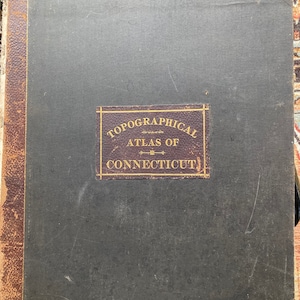 TOPOGRAPHICAL
ATLAS OF
CONNECTICUT